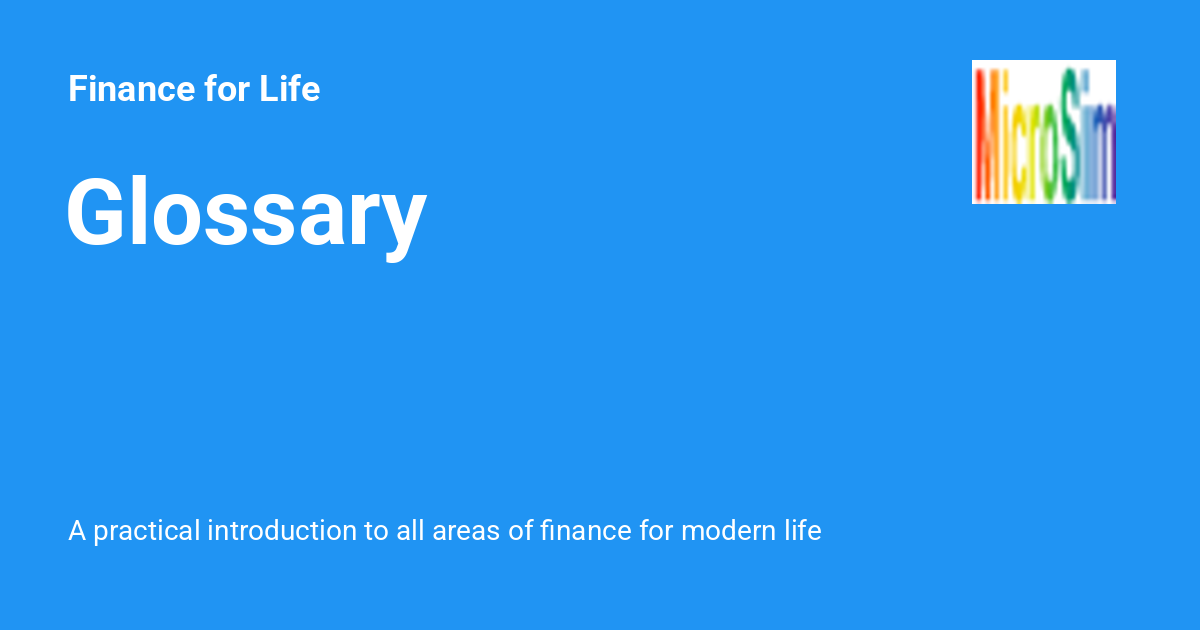 Finance for Life
MicroSim
Glossary
A practical introduction to all areas of finance for modern life